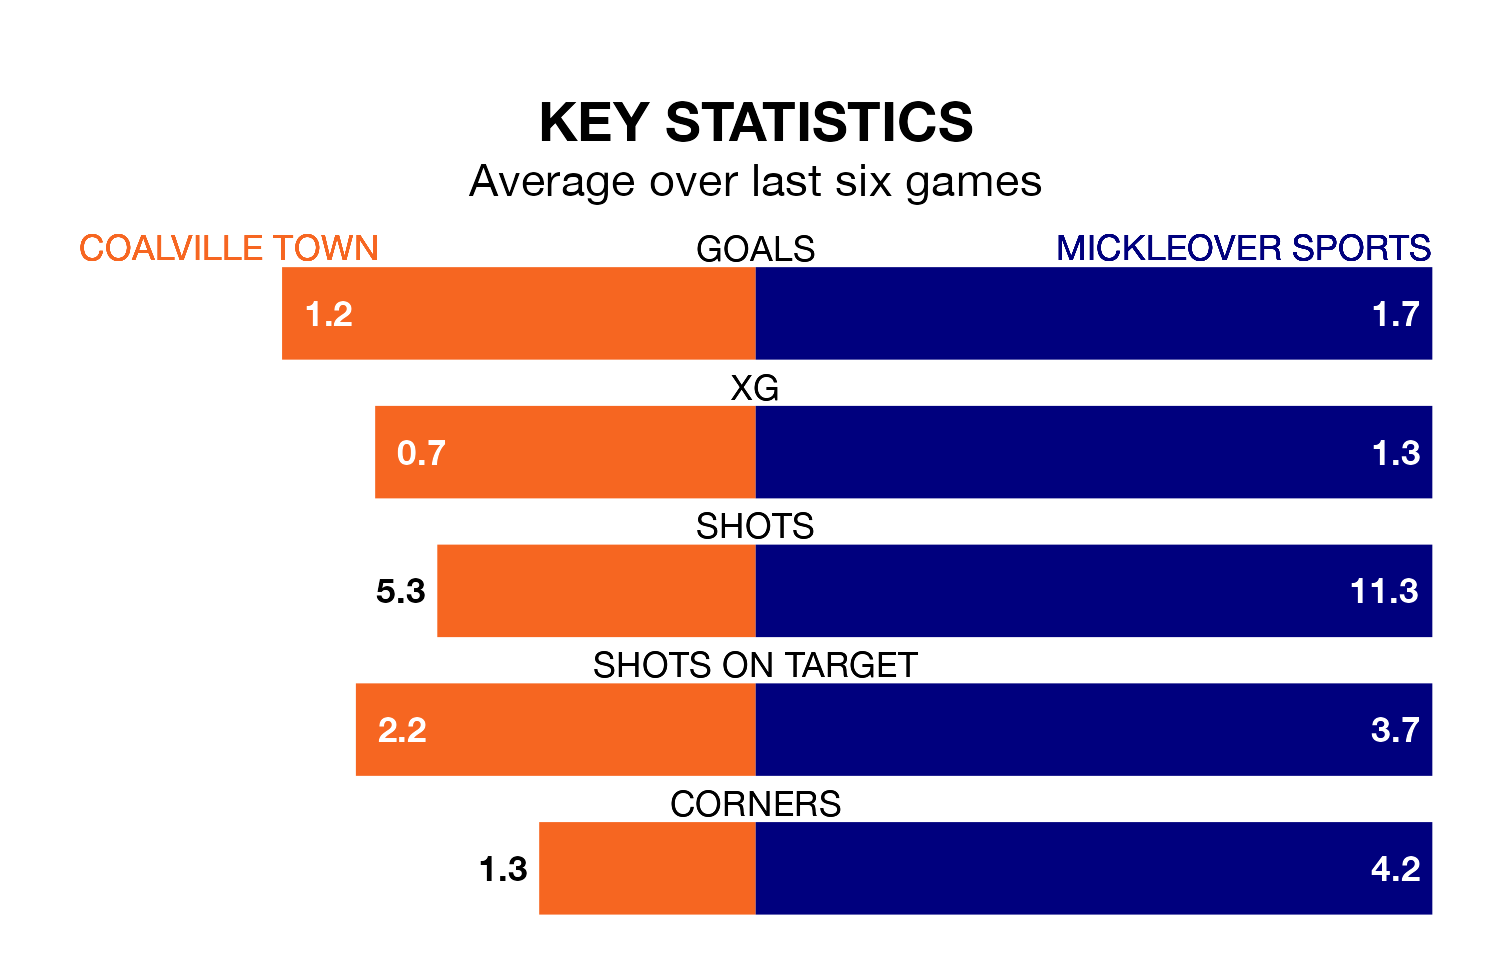 KEY STATISTICS
Average over last six games
COALVILLE TOWN GOALS MICKLEOVER SPORTS
1.2 1.7
XG
0.7 1.3
SHOTS
5.3 11.3
SHOTS ON TARGET
2.2 3.7
CORNERS
1.3 4.2